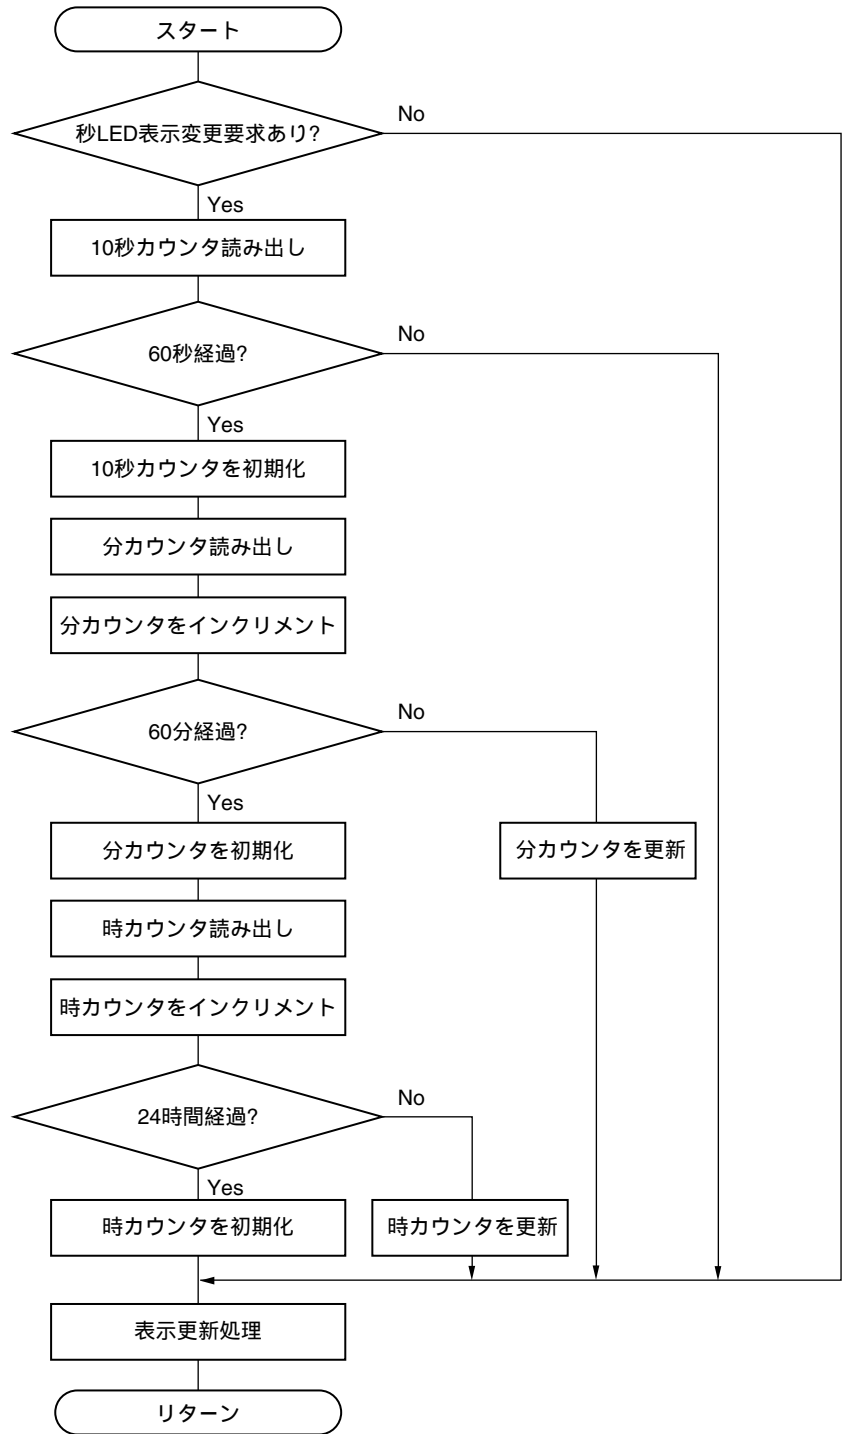 スタート
秒LED表示変更要求あり?
No
Yes
10秒カウンタ読み出し
60秒経過?
No
Yes
10秒カウンタを初期化
分カウンタ読み出し
分カウンタをインクリメント
60分経過?
No
Yes
分カウンタを初期化
分カウンタを更新
時カウンタ読み出し
時カウンタをインクリメント
24時間経過?
No
Yes
時カウンタを初期化
時カウンタを更新
表示更新処理
リターン